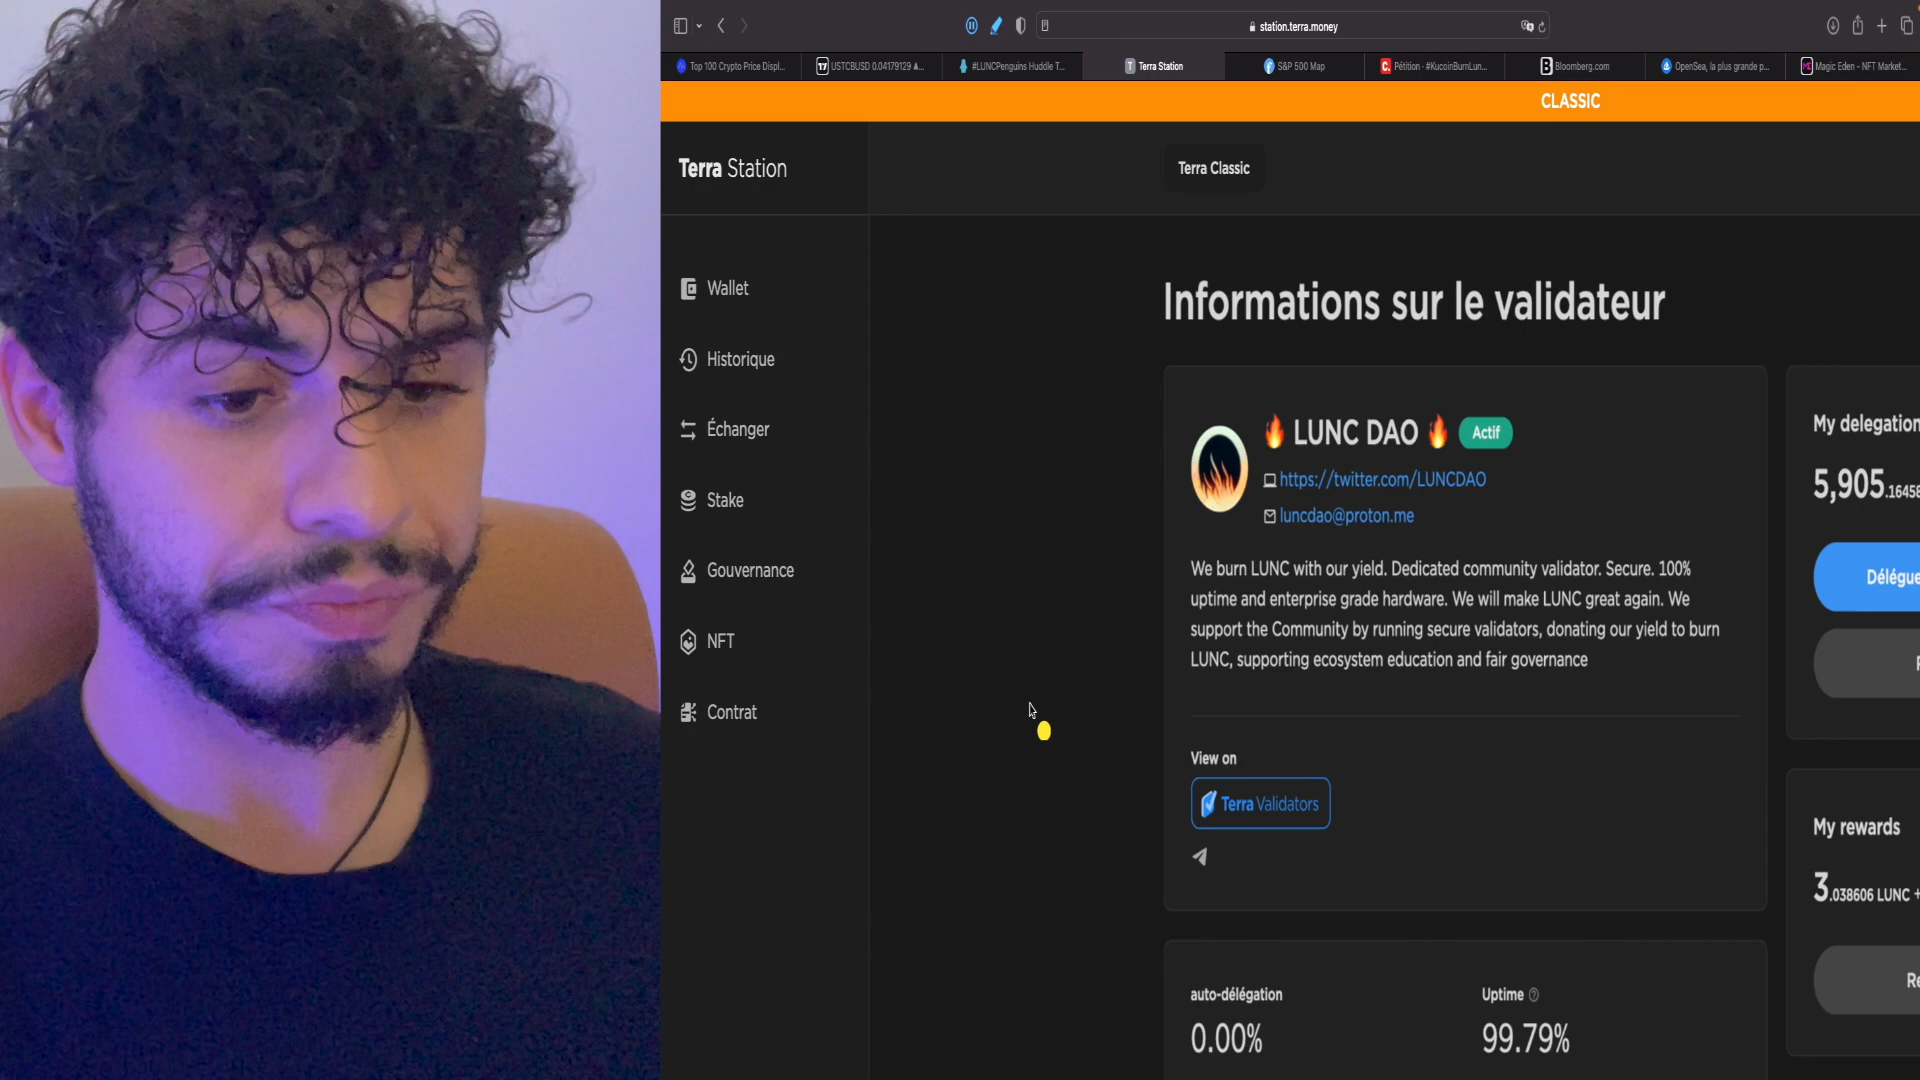 station.terra.money
Top 100 Crypto Price Displ...
USTCBUSD 0.04179129 ▲...
#LUNCPenguins Huddle T...
Terra Station
S&P 500 Map
Pétition · #KucoinBurnLun...
Bloomberg.com
OpenSea, la plus grande p...
Magic Eden - NFT Market...
CLASSIC
Terra Station
Terra Classic
Wallet
Historique
Échanger
Stake
Gouvernance
NFT
Contrat
Informations sur le validateur
🔥 LUNC DAO 🔥 Actif
https://twitter.com/LUNCDAO
luncdao@proton.me
We burn LUNC with our yield. Dedicated community validator. Secure. 100%
uptime and enterprise grade hardware. We will make LUNC great again. We
support the Community by running secure validators, donating our yield to burn
LUNC, supporting ecosystem education and fair governance
View on
Terra Validators
auto-délégation
0.00%
Uptime
99.79%
My delegation
5,905.16458
Délégue
My rewards
3.038606 LUNC +
Re